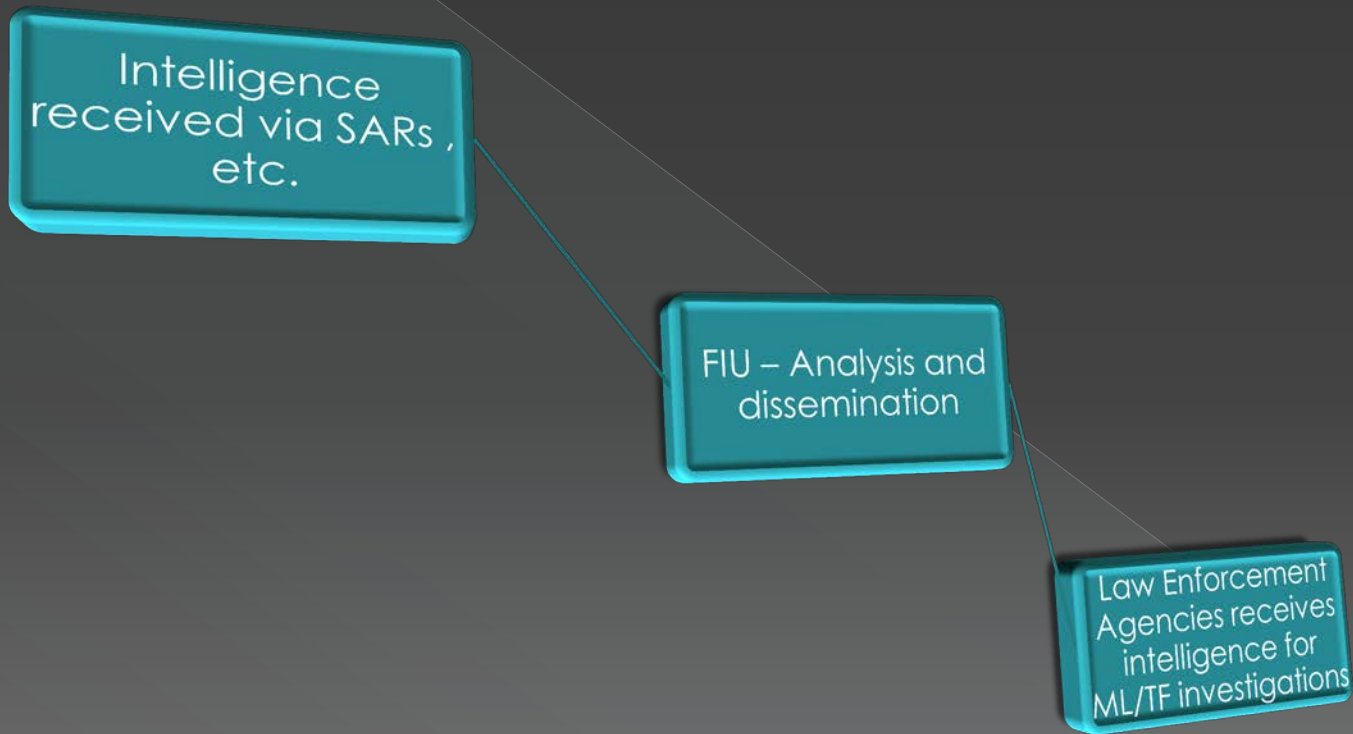 Intelligence
received via SARs ,
etc.
FIU – Analysis and
dissemination
Law Enforcement
Agencies receives
intelligence for
ML/TF investigations